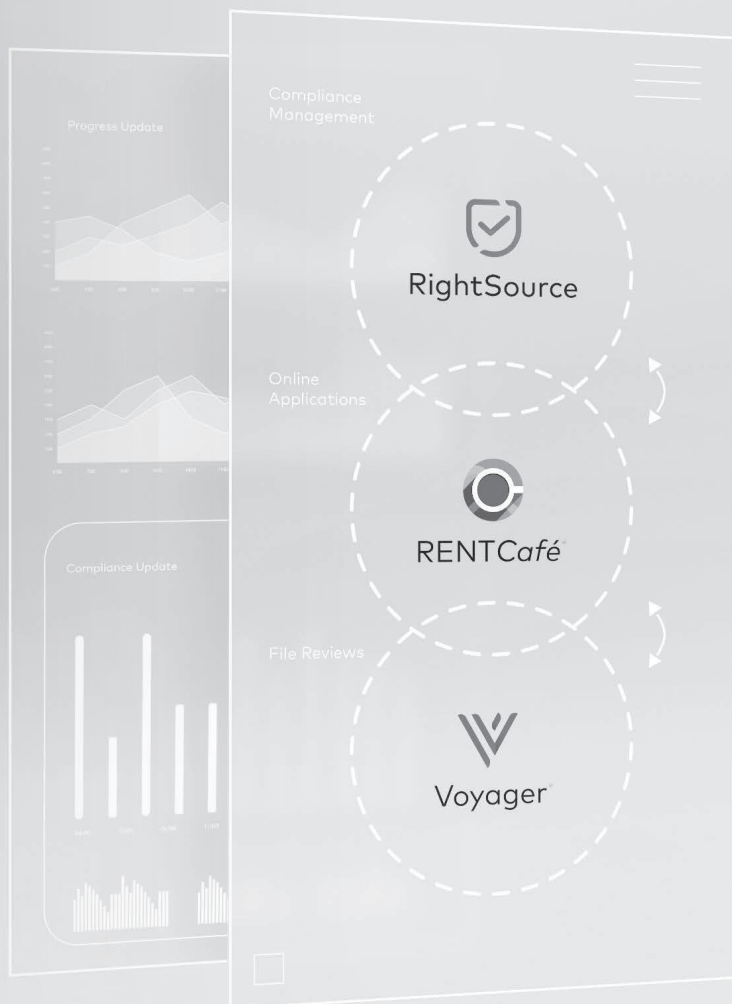 Progress Update
Compliance Update
Compliance
Management
RightSource
Online
Applications
RENTCafé
File Reviews
Voyager